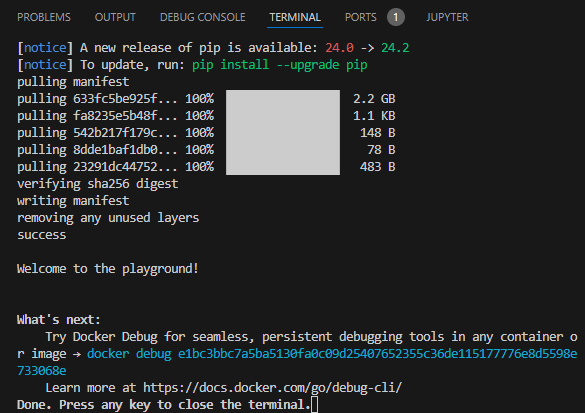 PROBLEMS OUTPUT DEBUG CONSOLE TERMINAL PORTS 1 JUPYTER
[notice] A new release of pip is available: 24.0 -> 24.2
[notice] To update, run: pip install --upgrade pip
pulling manifest
pulling 633fc5be925f... 100% 2.2 GB
pulling fa8235e5b48f... 100% 1.1 KB
pulling 542b217f179c... 100% 148 B
pulling 8dde1baf1db0... 100% 78 B
pulling 23291dc44752... 100% 483 B
verifying sha256 digest
writing manifest
removing any unused layers
success
Welcome to the playground!
What's next:
Try Docker Debug for seamless, persistent debugging tools in any container o
r image → docker debug e1bc3bbc7a5ba5130fa0c09d25407652355c36de115177776e8d5598e
733068e
Learn more at https://docs.docker.com/go/debug-cli/
Done. Press any key to close the terminal.